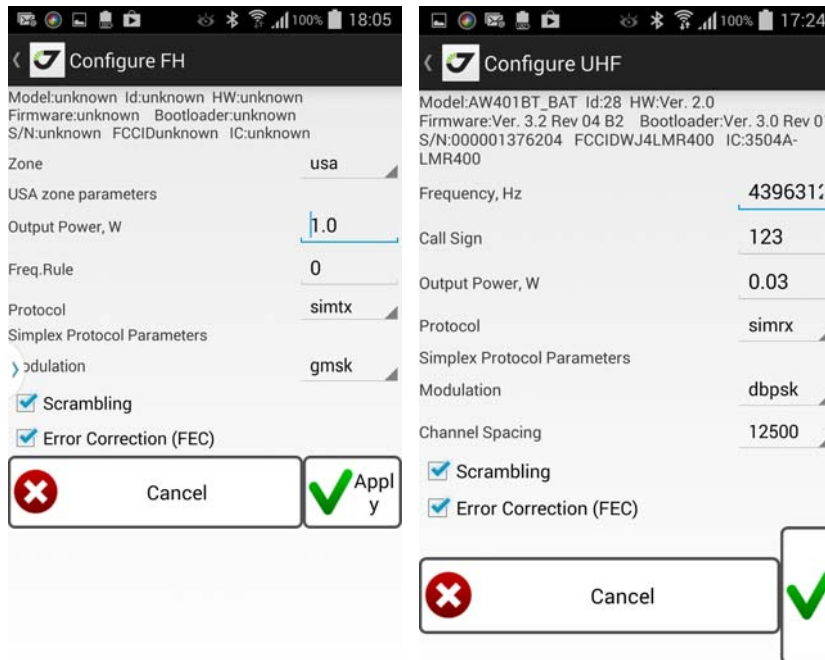 100% 18:05
Configure FH
Model:unknown Id:unknown HW:unknown
Firmware:unknown Bootloader:unknown
S/N:unknown FCCIDunknown IC:unknown
Zone usa
USA zone parameters
Output Power, W 1.0
Freq.Rule 0
Protocol simtx
Simplex Protocol Parameters
odulation gmsk
Scrambling
Error Correction (FEC)
Cancel
Appl
y
100% 17:24
Configure UHF
Model:AW401BT_BAT Id:28 HW:Ver. 2.0
Firmware:Ver. 3.2 Rev 04 B2 Bootloader:Ver. 3.0 Rev 0
S/N:000001376204 FCCIDWJ4LMR400 IC:3504A-
LMR400
Frequency, Hz 4396312
Call Sign 123
Output Power, W 0.03
Protocol simrx
Simplex Protocol Parameters
Modulation dbpsk
Channel Spacing 12500
Scrambling
Error Correction (FEC)
Cancel